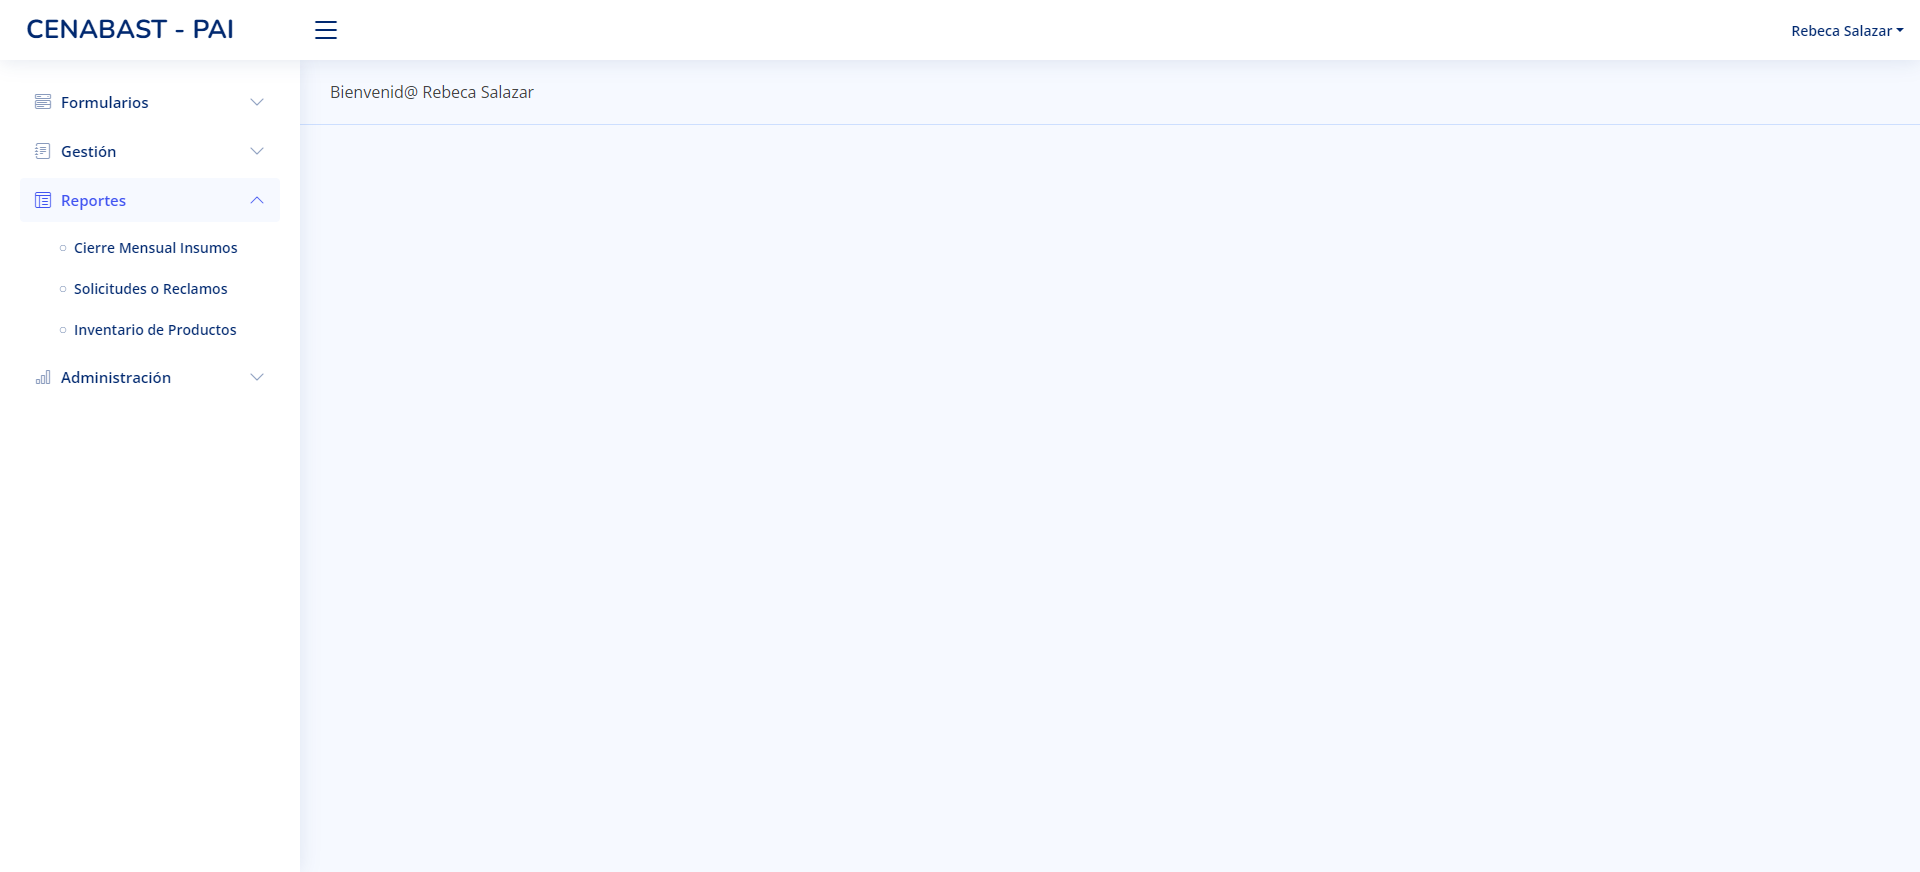 CENABAST - PAI
Rebeca Salazar
Formularios
Gestión
Reportes
Cierre Mensual Insumos
Solicitudes o Reclamos
Inventario de Productos
Administración
Bienvenid@ Rebeca Salazar